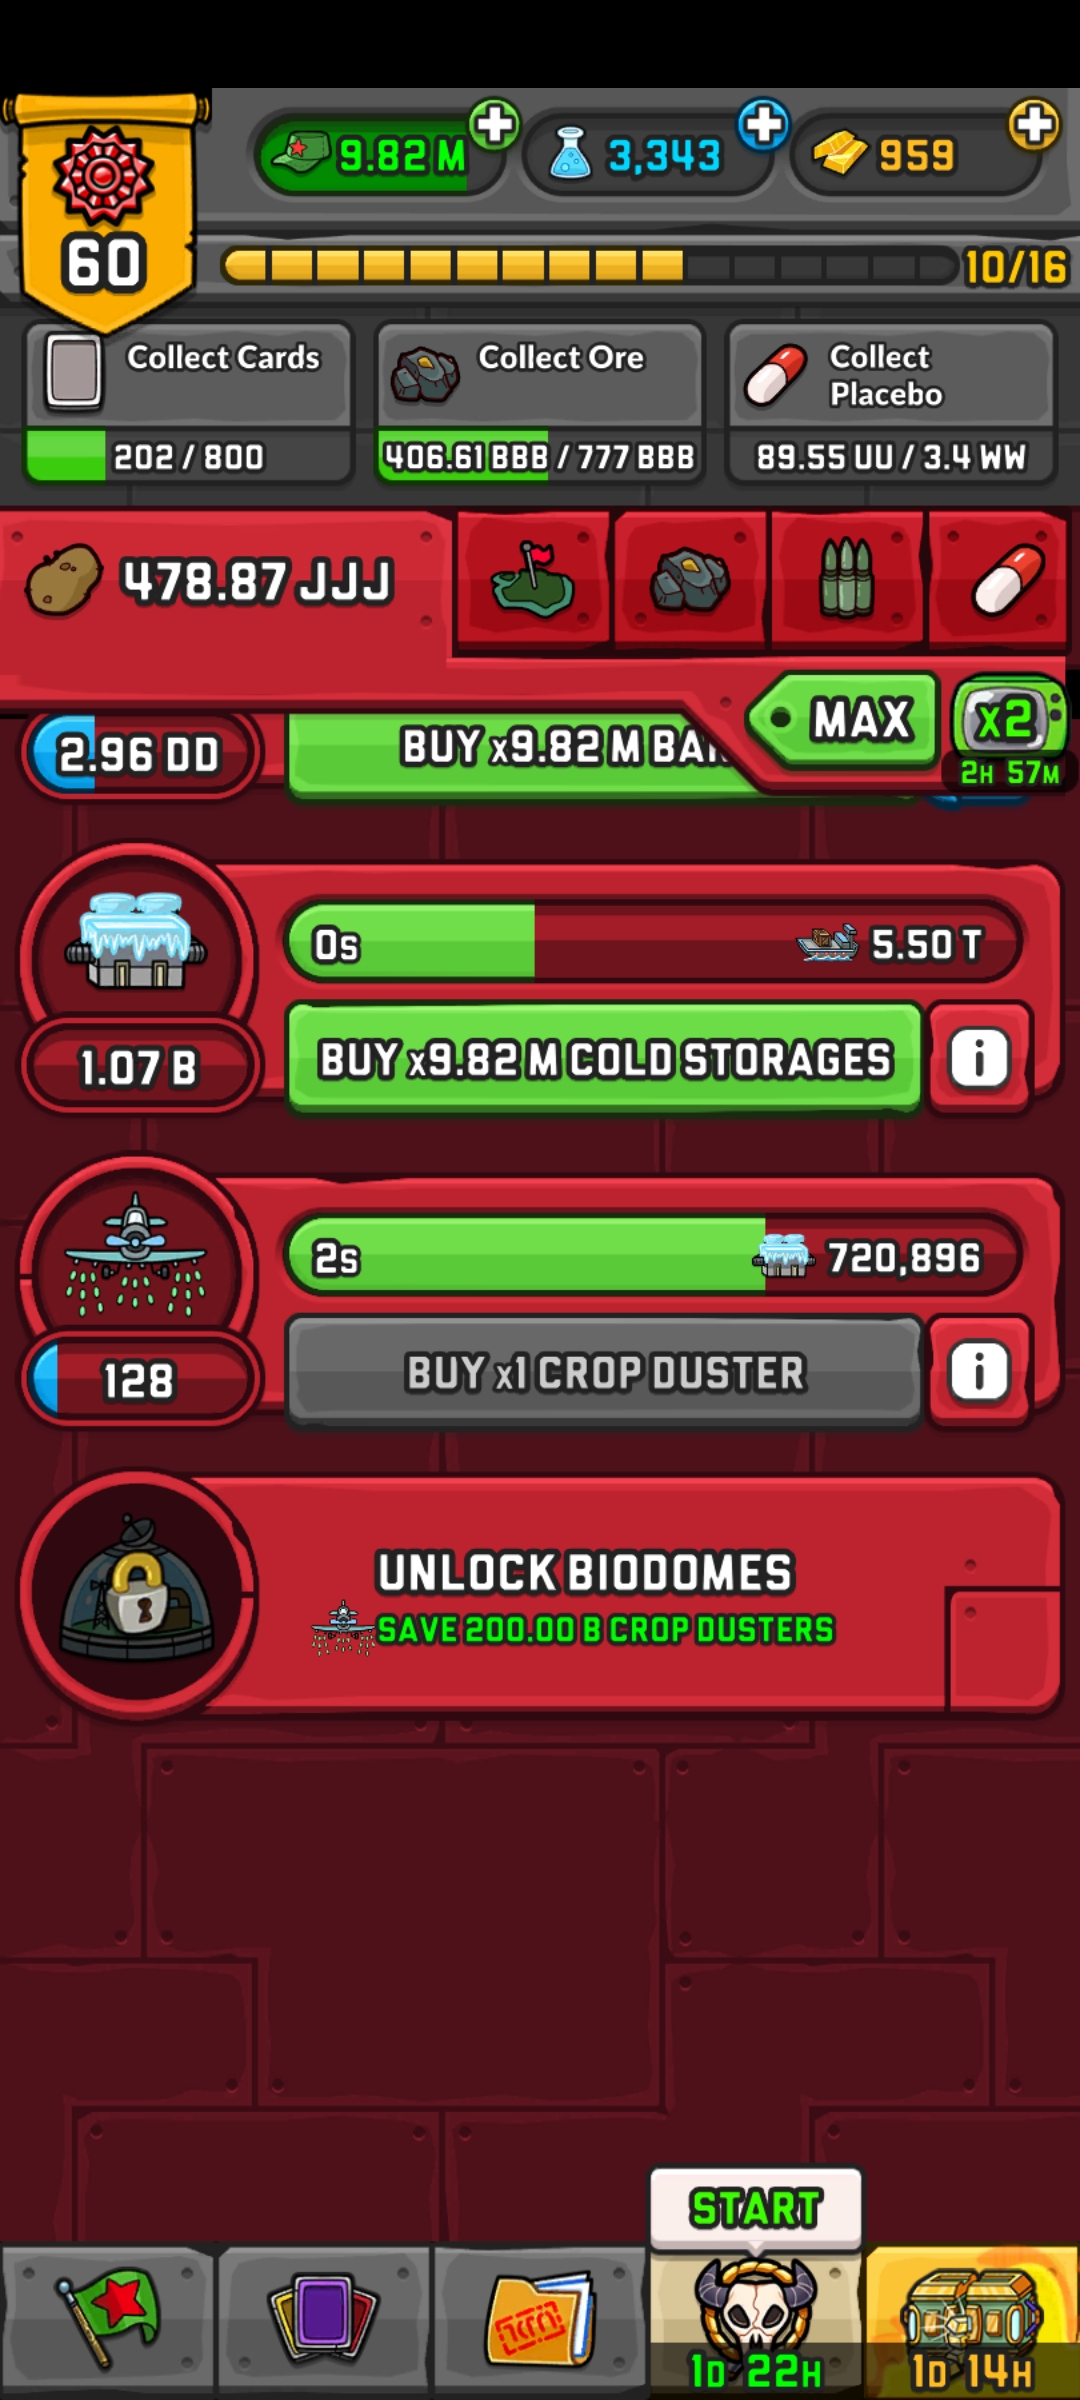 9.82 M
3,343
959
60
10/16
Collect Cards
202 / 800
Collect Ore
406.61 BBB / 777 BBB
Collect
Placebo
89.55 UU / 3.4 WW
478.87 JJJ
MAX
x2
2H 57M
2.96 DD
BUY x9.82 M
0s
5.50 T
1.07 B
BUY x9.82 M COLD STORAGES
i
2s
720,896
128
BUY x1 CROP DUSTER
i
UNLOCK BIODOMES
SAVE 200.00 B CROP DUSTERS
START
1D 22H
1D 14H